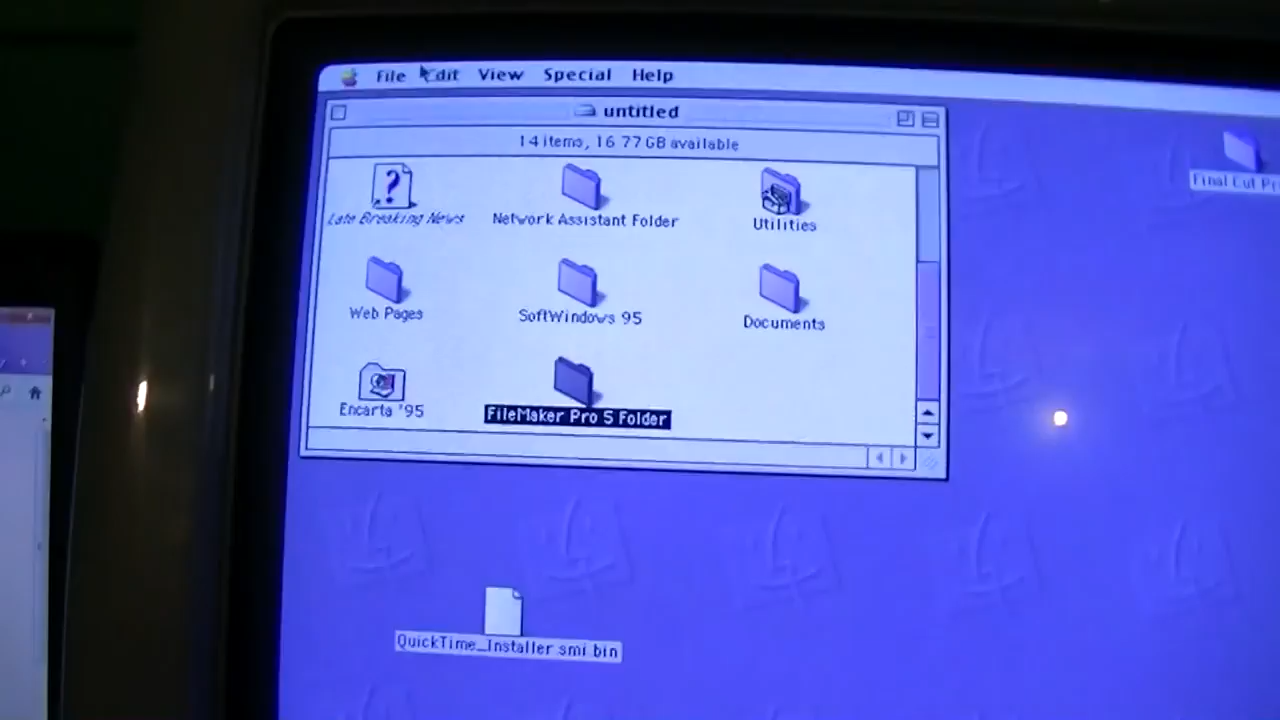 File Edit View Special Help
untitled
14 items, 16.77 GB available
Late Breaking News
Network Assistant Folder
Utilities
Web Pages
SoftWindows 95
Documents
Encarta '95
FileMaker Pro 5 Folder
Final Cut Pr
QuickTime_Installer.smi.bin